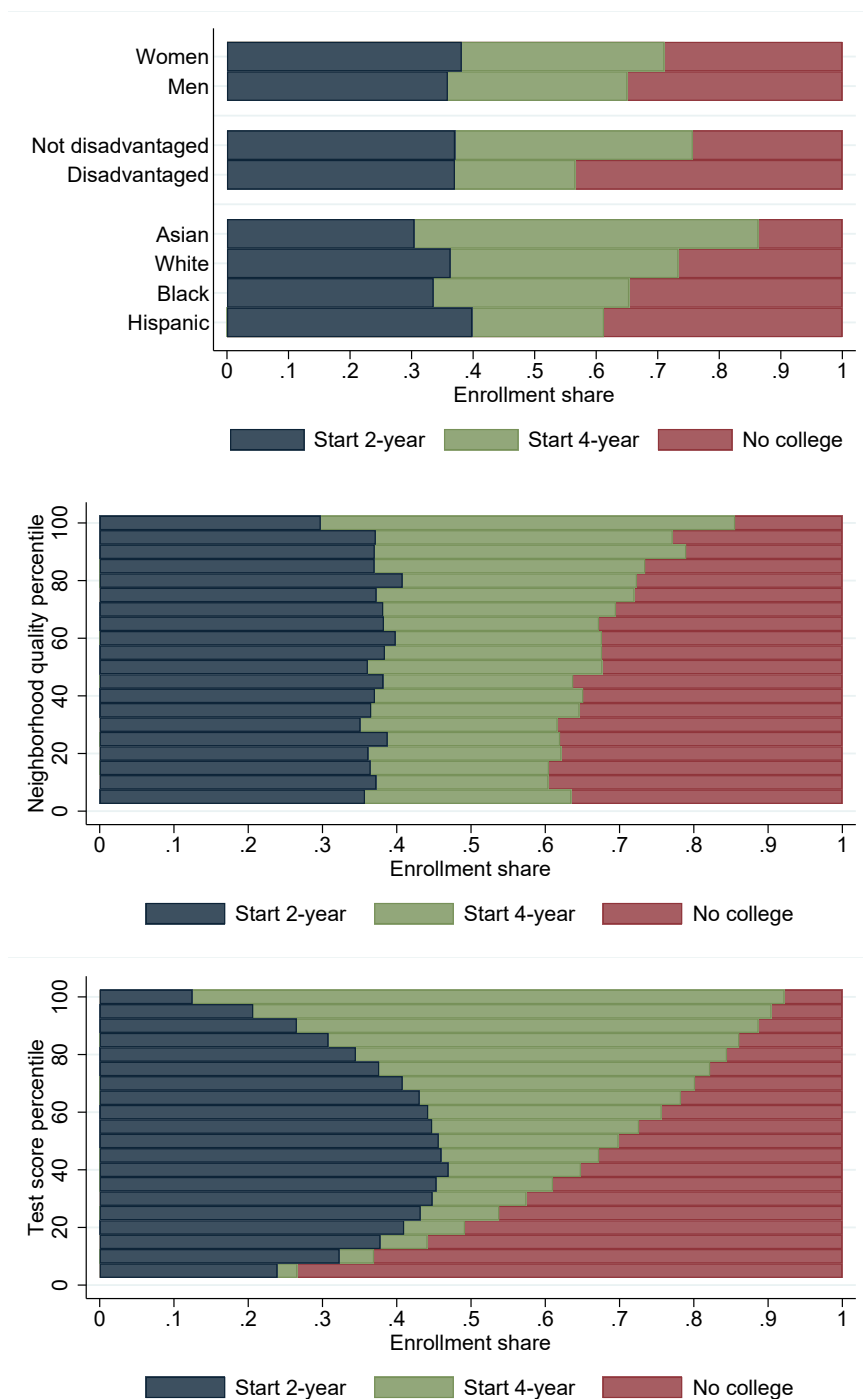 Women
Men
Not disadvantaged
Disadvantaged
Asian
White
Black
Hispanic
0 .1 .2 .3 .4 .5 .6 .7 .8 .9 1
Enrollment share
Start 2-year Start 4-year No college
Neighborhood quality percentile
100
80
60
40
20
0
0 .1 .2 .3 .4 .5 .6 .7 .8 .9 1
Enrollment share
Start 2-year Start 4-year No college
Test score percentile
100
80
60
40
20
0
0 .1 .2 .3 .4 .5 .6 .7 .8 .9 1
Enrollment share
Start 2-year Start 4-year No college